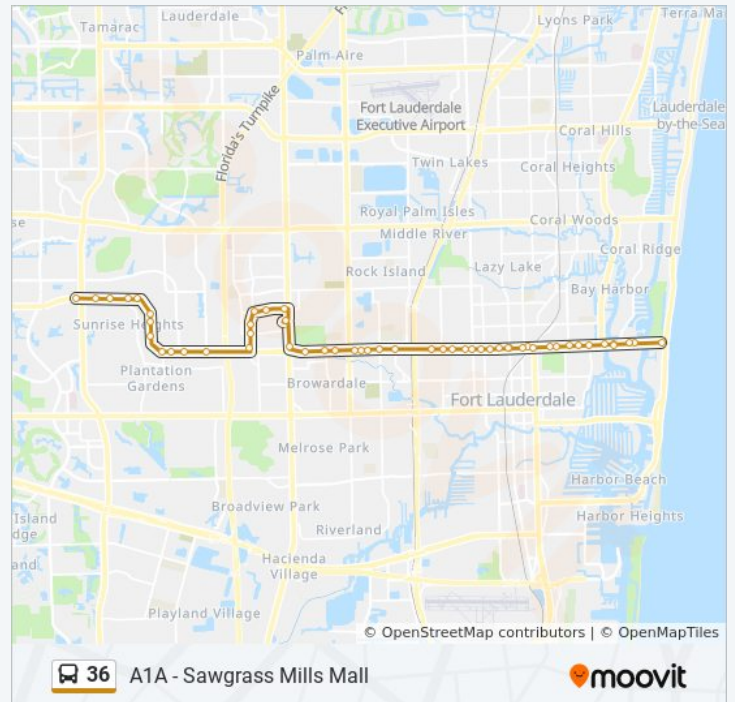 Lauderdale
Tamarac
Palm Aire
Lyons Park
Terra Ma
Fl
Florida's Turnpike
Fort Lauderdale
Executive Airport
Lauderdale
by-the-Sea
Coral Hills
Twin Lakes
Coral Heights
Royal Palm Isles
Coral Woods
se
Middle River
Coral Ridge
Rock Island
Lazy Lake
Bay Harbor
Sunrise Heights
Plantation
Gardens
Browardale
Fort Lauderdale
Melrose Park
Harbor Beach
Broadview Park
Harbor Heights
Island
dge
Riverland
and
Hacienda
Village
Playland Village
© OpenStreetMap contributors | © OpenMapTiles
36 A1A - Sawgrass Mills Mall
moovit